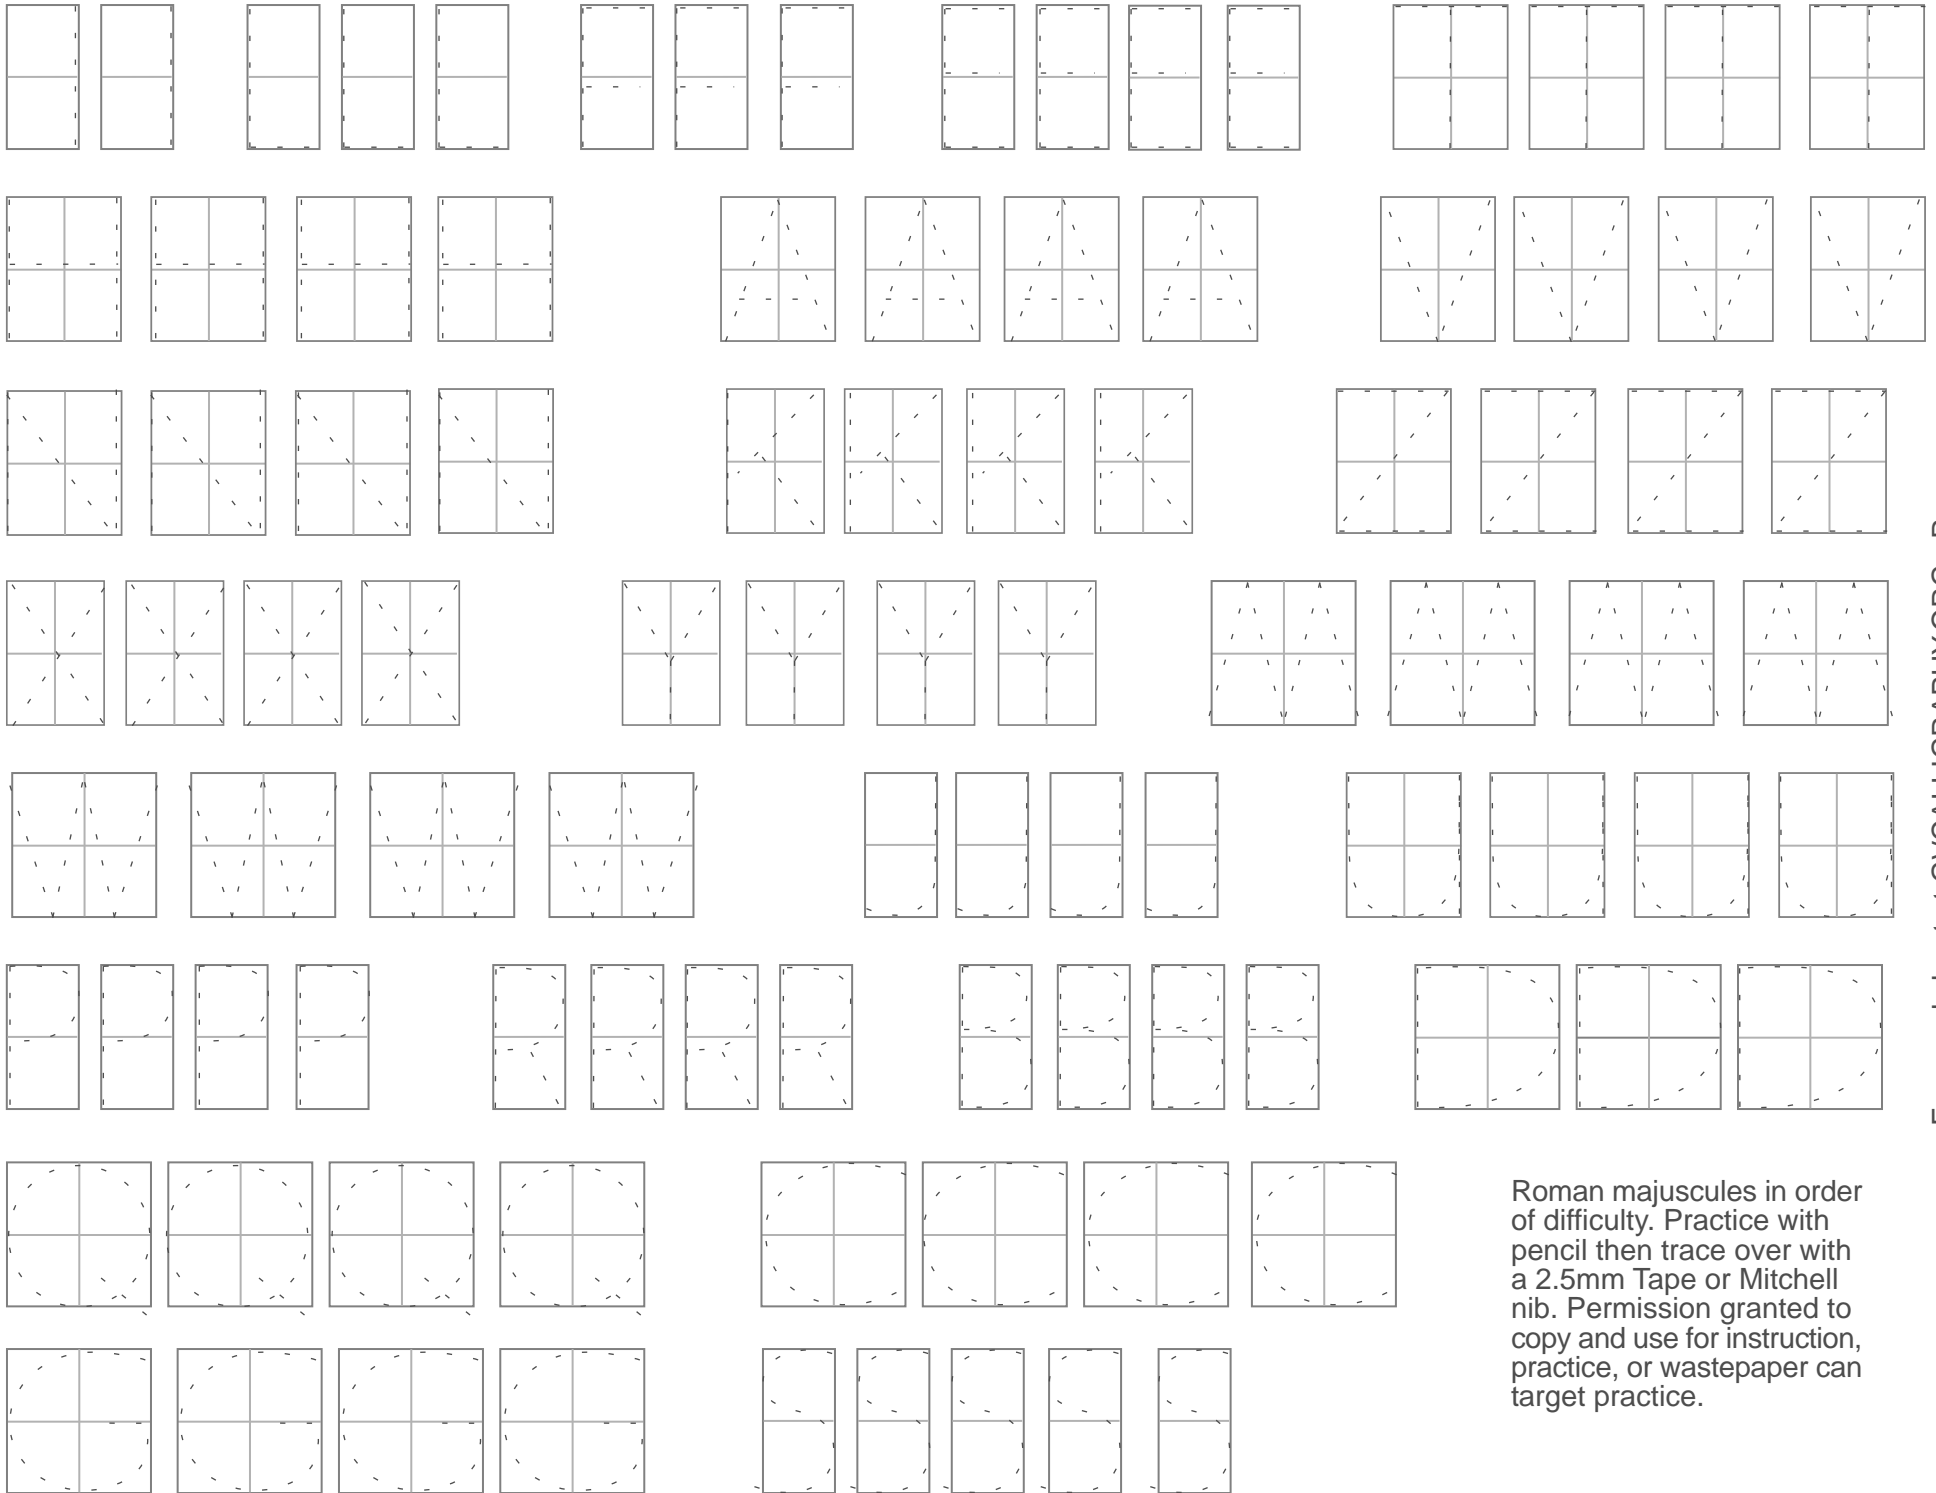 Roman majuscules in order
of difficulty. Practice with
pencil then trace over with
a 2.5mm Tape or Mitchell
nib. Permission granted to
copy and use for instruction,
practice, or wastepaper can
target practice.